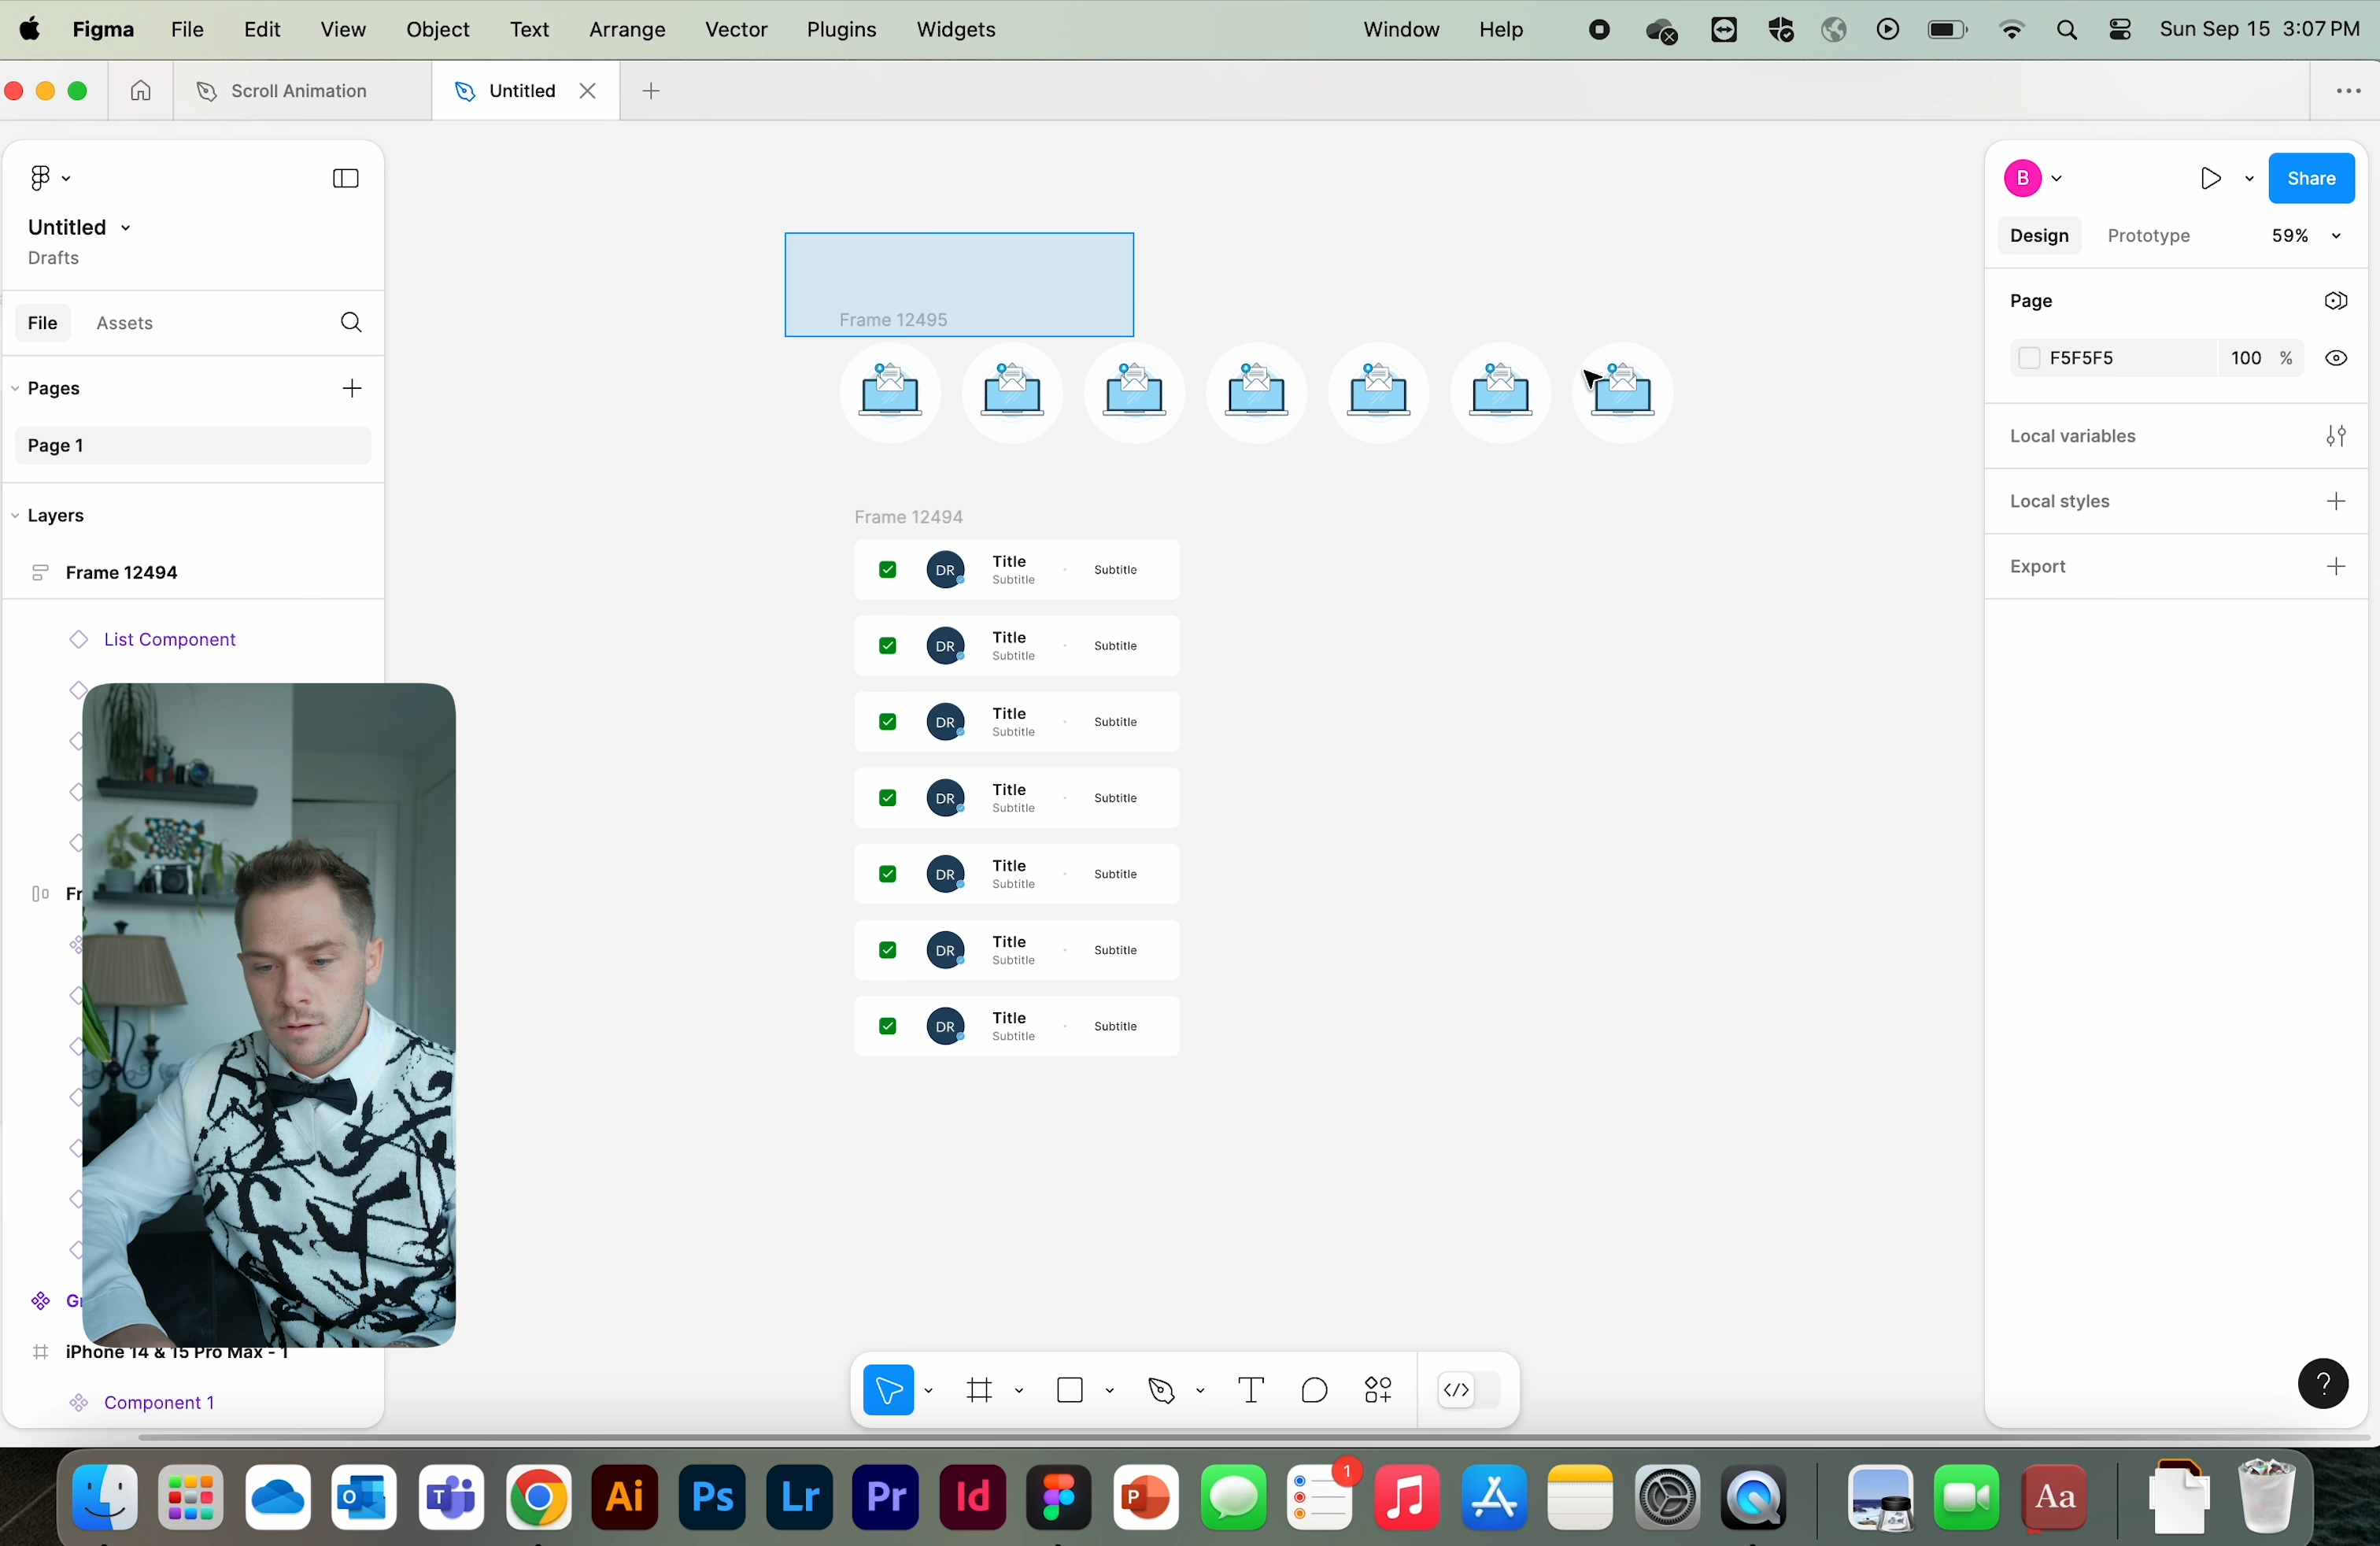 Figma File Edit View Object Text Arrange Vector Plugins Widgets Window Help Sun Sep 15 3:07 PM
Scroll Animation Untitled
Untitled
Drafts
File Assets
Pages
Page 1
Layers
Frame 12494
List Component
Fr
Gr
iPhone 14 & 15 Pro Max - 1
Component 1
Frame 12495
Frame 12494
DR Title Subtitle Subtitle
DR Title Subtitle Subtitle
DR Title Subtitle Subtitle
DR Title Subtitle Subtitle
DR Title Subtitle Subtitle
DR Title Subtitle Subtitle
DR Title Subtitle Subtitle
B Share
Design Prototype 59%
Page
F5F5F5 100 %
Local variables
Local styles
Export
?
Ai Ps Lr Pr Id P 1 Aa
O T